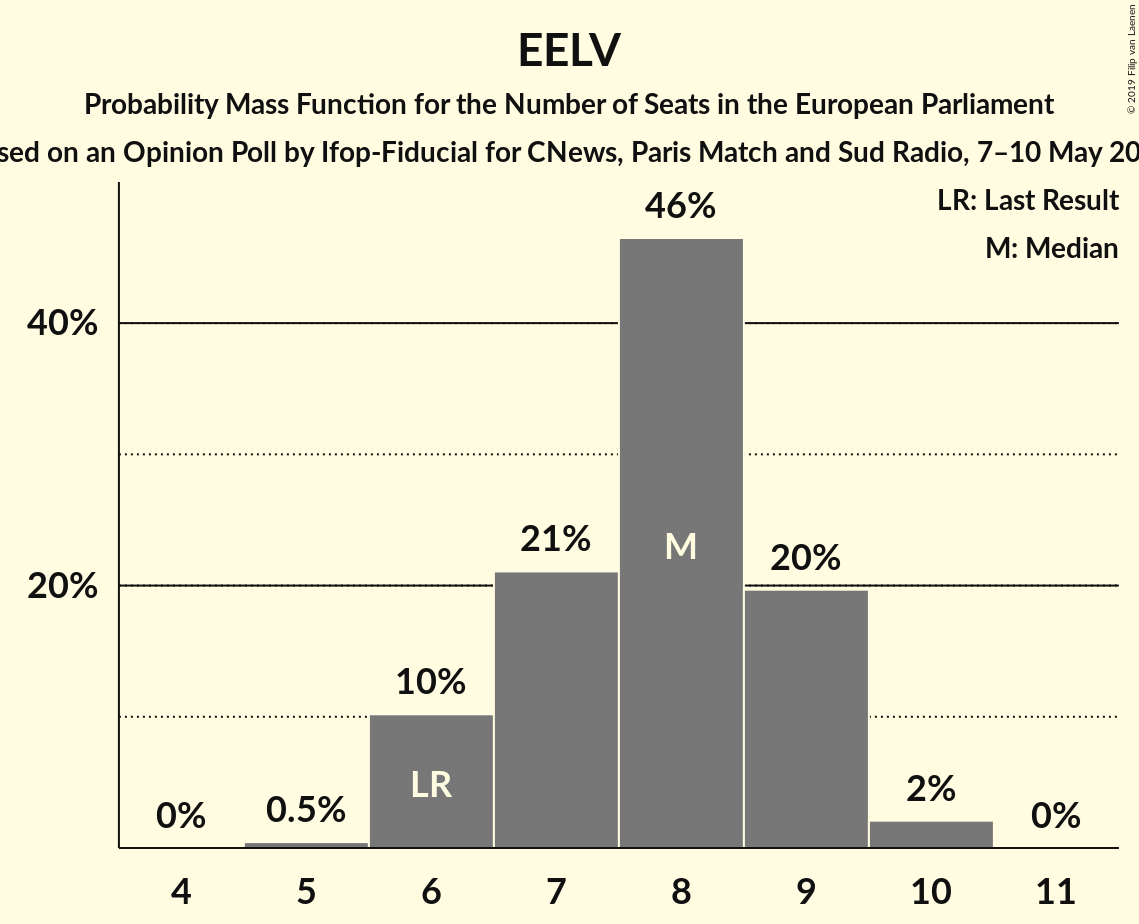 EELV
Probability Mass Function for the Number of Seats in the European Parliament
sed on an Opinion Poll by Ifop-Fiducial for CNews, Paris Match and Sud Radio, 7–10 May 20
© 2019 Filip van Laenen
LR: Last Result
M: Median
46%
40%
21%
M
20%
20%
10%
LR
0%
0.5%
2%
0%
4 5 6 7 8 9 10 11